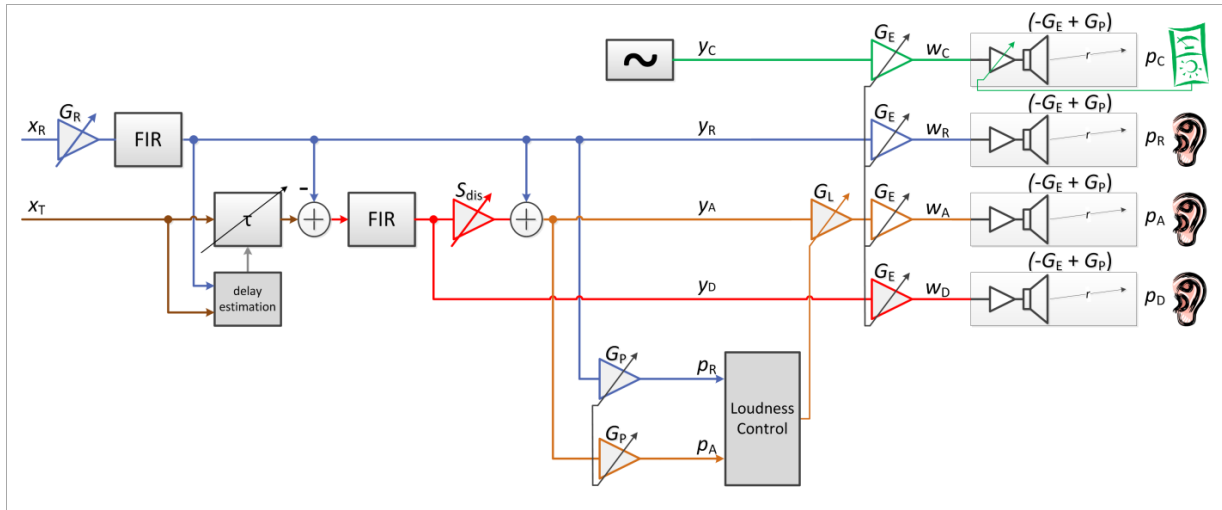 (-GE + GP)
GE
yC
wC
~
r
pC
(-GE + GP)
xR
GR
FIR
yR
GE
wR
r
pR
(-GE + GP)
xT
τ
-
+
FIR
Sdis
+
yA
GL
GE
wA
r
pA
(-GE + GP)
delay
estimation
yD
GE
wD
r
pD
GP
pR
Loudness
Control
GP
pA